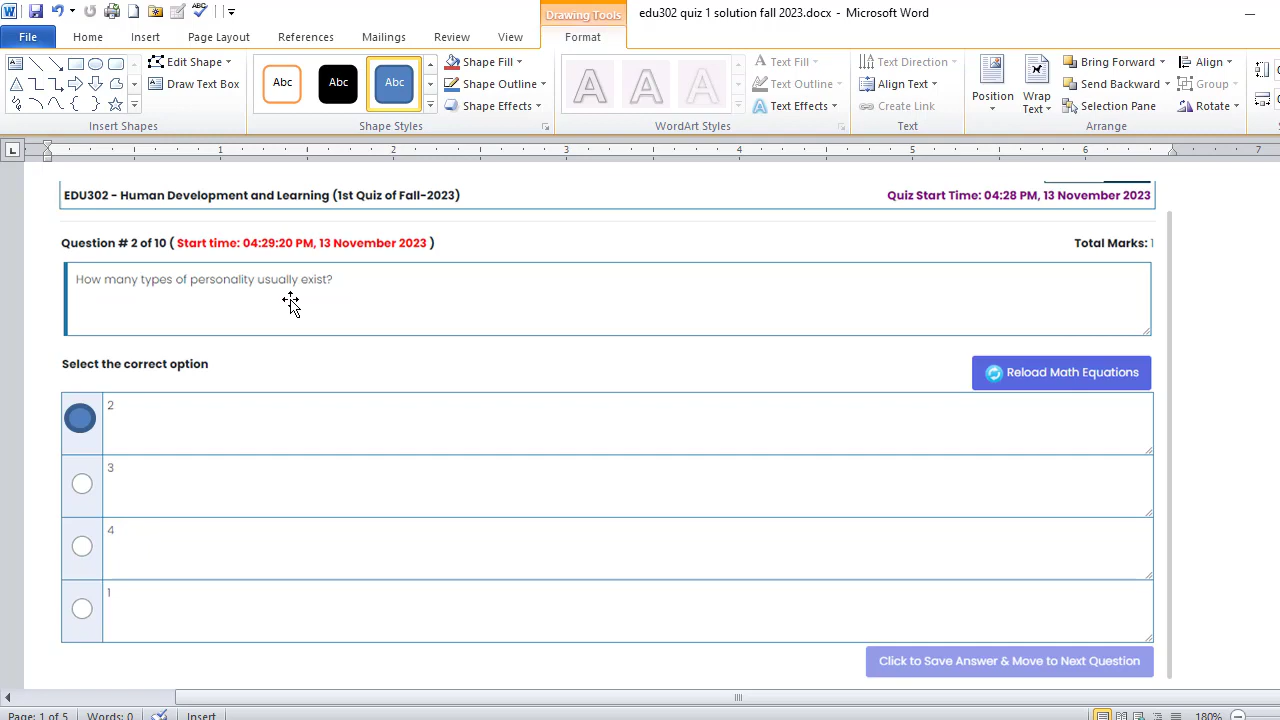 Drawing Tools
edu302 quiz 1 solution fall 2023.docx - Microsoft Word
File Home Insert Page Layout References Mailings Review View Format
Edit Shape
Draw Text Box
Insert Shapes
Abc Abc Abc
Shape Fill
Shape Outline
Shape Effects
Shape Styles
A A A
Text Fill
Text Outline
Text Effects
WordArt Styles
Text Direction
Align Text
Create Link
Text
Position
Wrap Text
Bring Forward
Send Backward
Selection Pane
Align
Group
Rotate
Arrange
1 2 3 4 5 6 7
EDU302 - Human Development and Learning (1st Quiz of Fall-2023) Quiz Start Time: 04:28 PM, 13 November 2023
Question # 2 of 10 ( Start time: 04:29:20 PM, 13 November 2023 ) Total Marks: 1
How many types of personality usually exist?
Select the correct option
Reload Math Equations
2
3
4
1
Click to Save Answer & Move to Next Question
Page: 1 of 5 Words: 0 Insert 180%